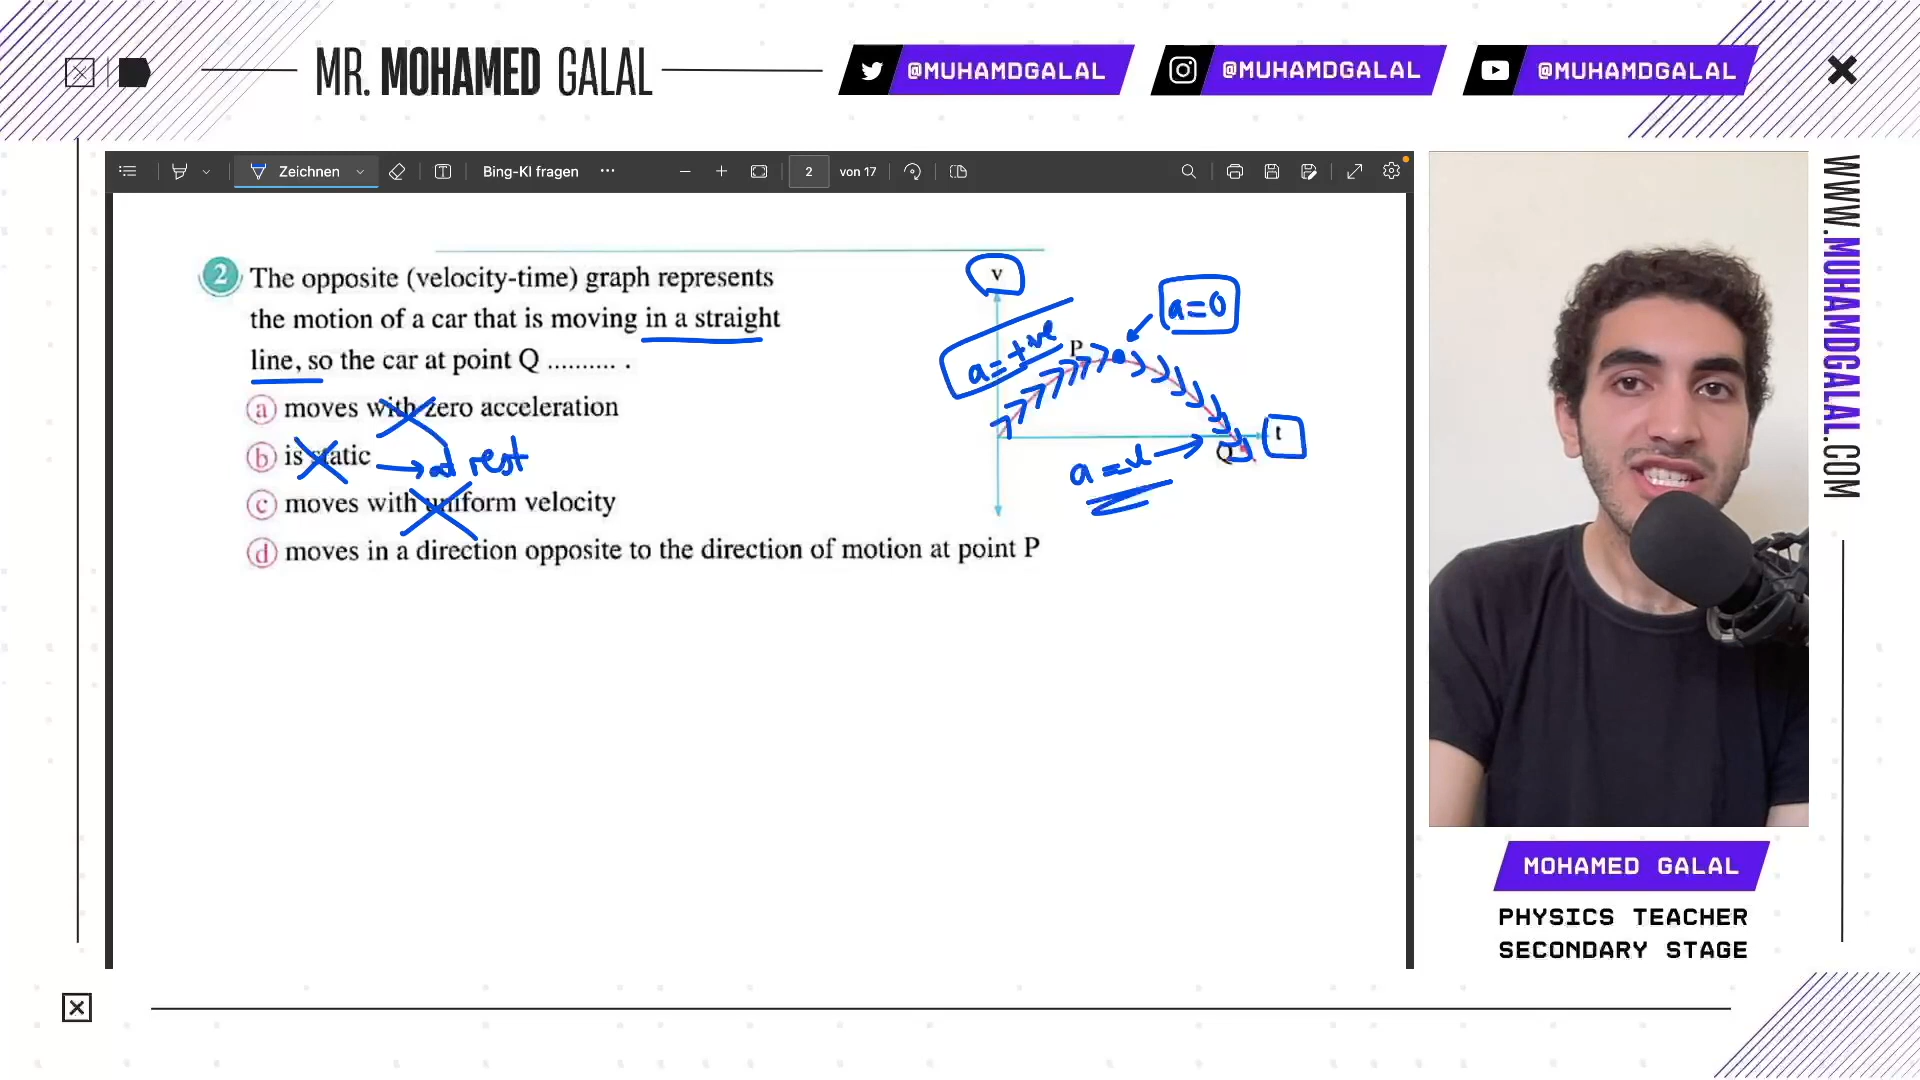 MR. MOHAMED GALAL
@MUHAMDGALAL
@MUHAMDGALAL
@MUHAMDGALAL
Zeichnen
Bing-KI fragen
2
von 17
2 The opposite (velocity-time) graph represents
the motion of a car that is moving in a straight
line, so the car at point Q .......... .
a moves with zero acceleration
b is static
at rest
c moves with uniform velocity
d moves in a direction opposite to the direction of motion at point P
v
a=0
a=+ve
P
t
Q
WWW.MUHAMDGALAL.COM
MOHAMED GALAL
PHYSICS TEACHER
SECONDARY STAGE